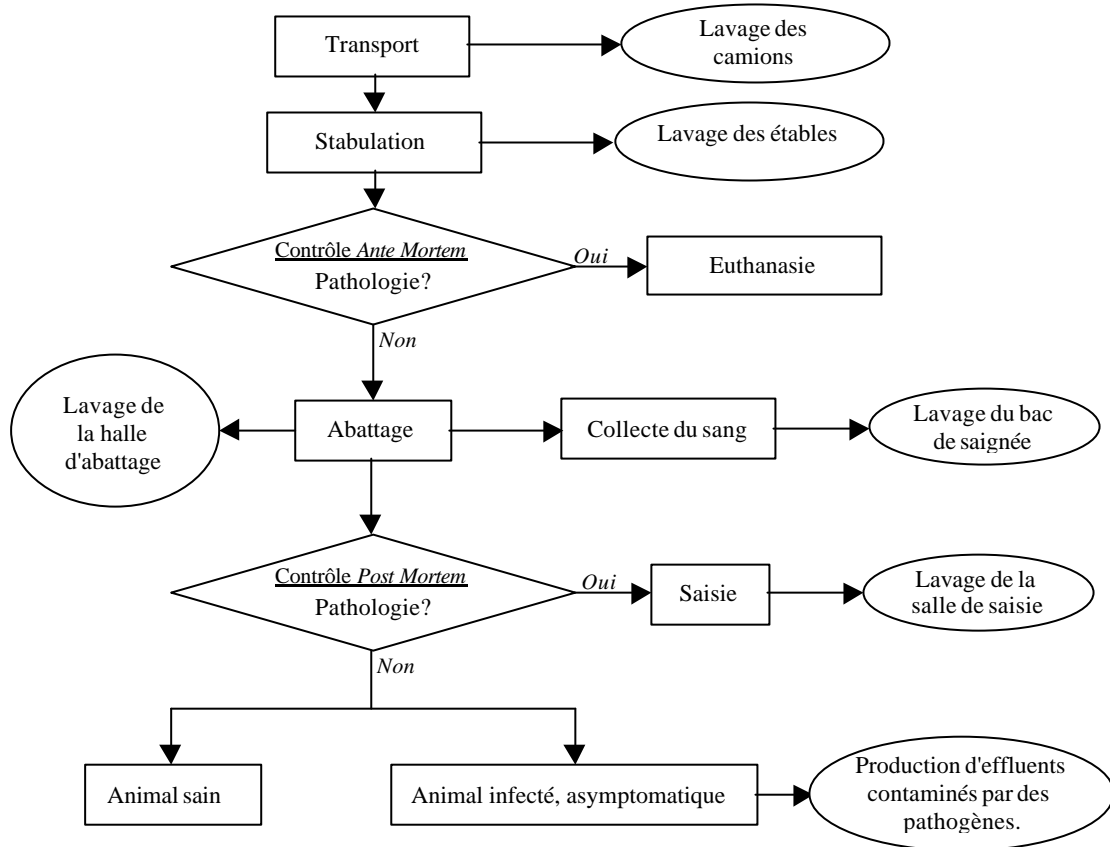 Transport
Lavage des
camions
Stabulation
Lavage des étables
Contrôle Ante Mortem
Pathologie?
Oui
Euthanasie
Non
Lavage de
la halle
d'abattage
Abattage
Collecte du sang
Lavage du bac
de saignée
Contrôle Post Mortem
Pathologie?
Oui
Saisie
Lavage de la
salle de saisie
Non
Animal sain
Animal infecté, asymptomatique
Production d'effluents
contaminés par des
pathogènes.